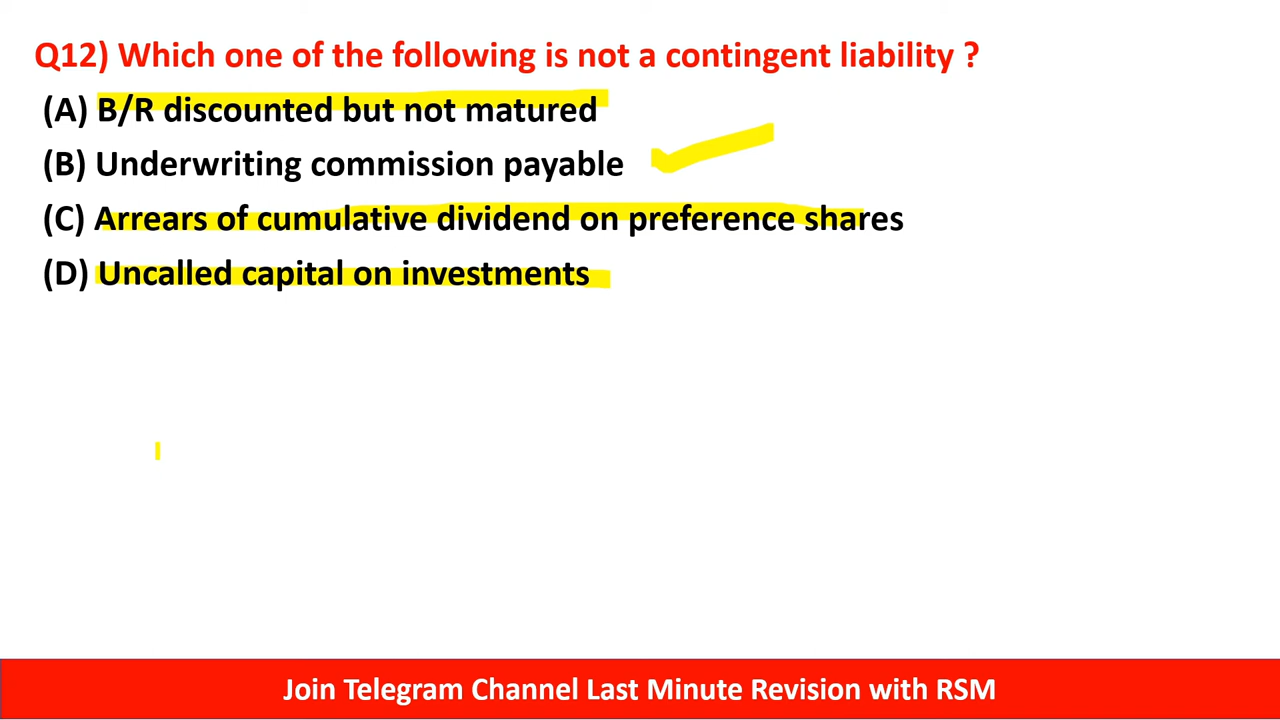 Q12) Which one of the following is not a contingent liability ?
(A) B/R discounted but not matured
(B) Underwriting commission payable
(C) Arrears of cumulative dividend on preference shares
(D) Uncalled capital on investments
Join Telegram Channel Last Minute Revision with RSM